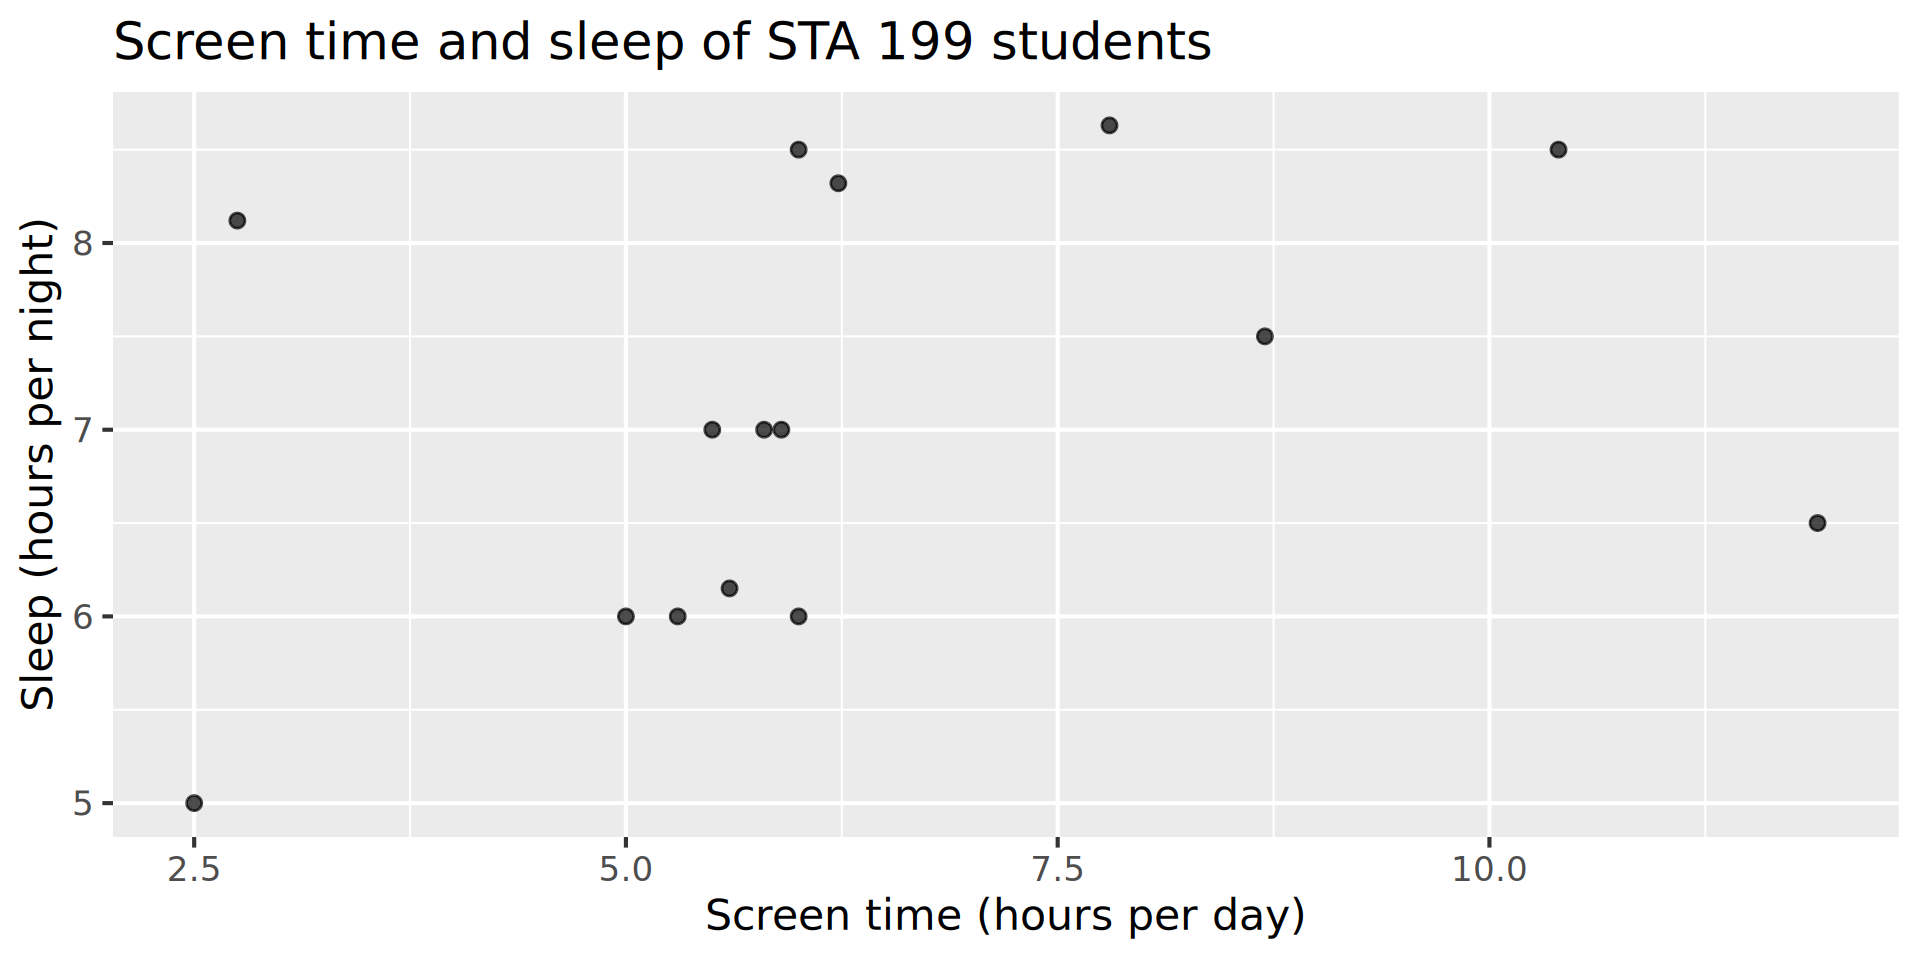 Screen time and sleep of STA 199 students
Sleep (hours per night)
8
7
6
5
2.5 5.0 7.5 10.0
Screen time (hours per day)